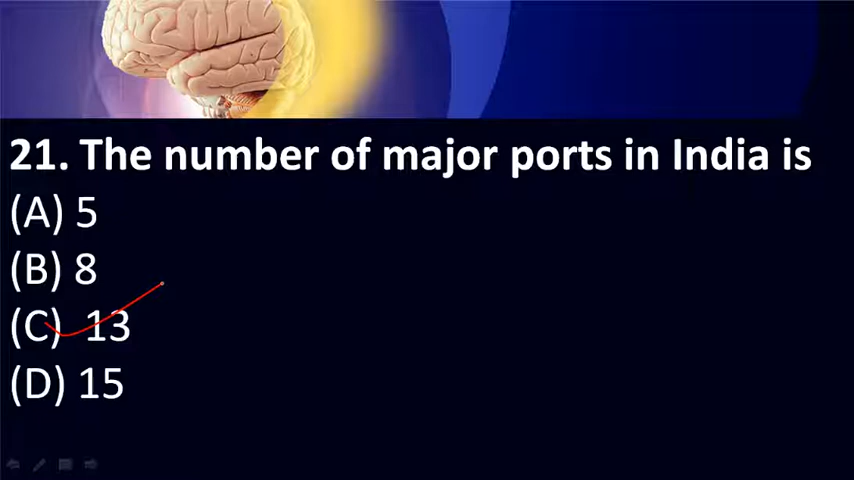 21. The number of major ports in India is
(A) 5
(B) 8
(C) 13
(D) 15